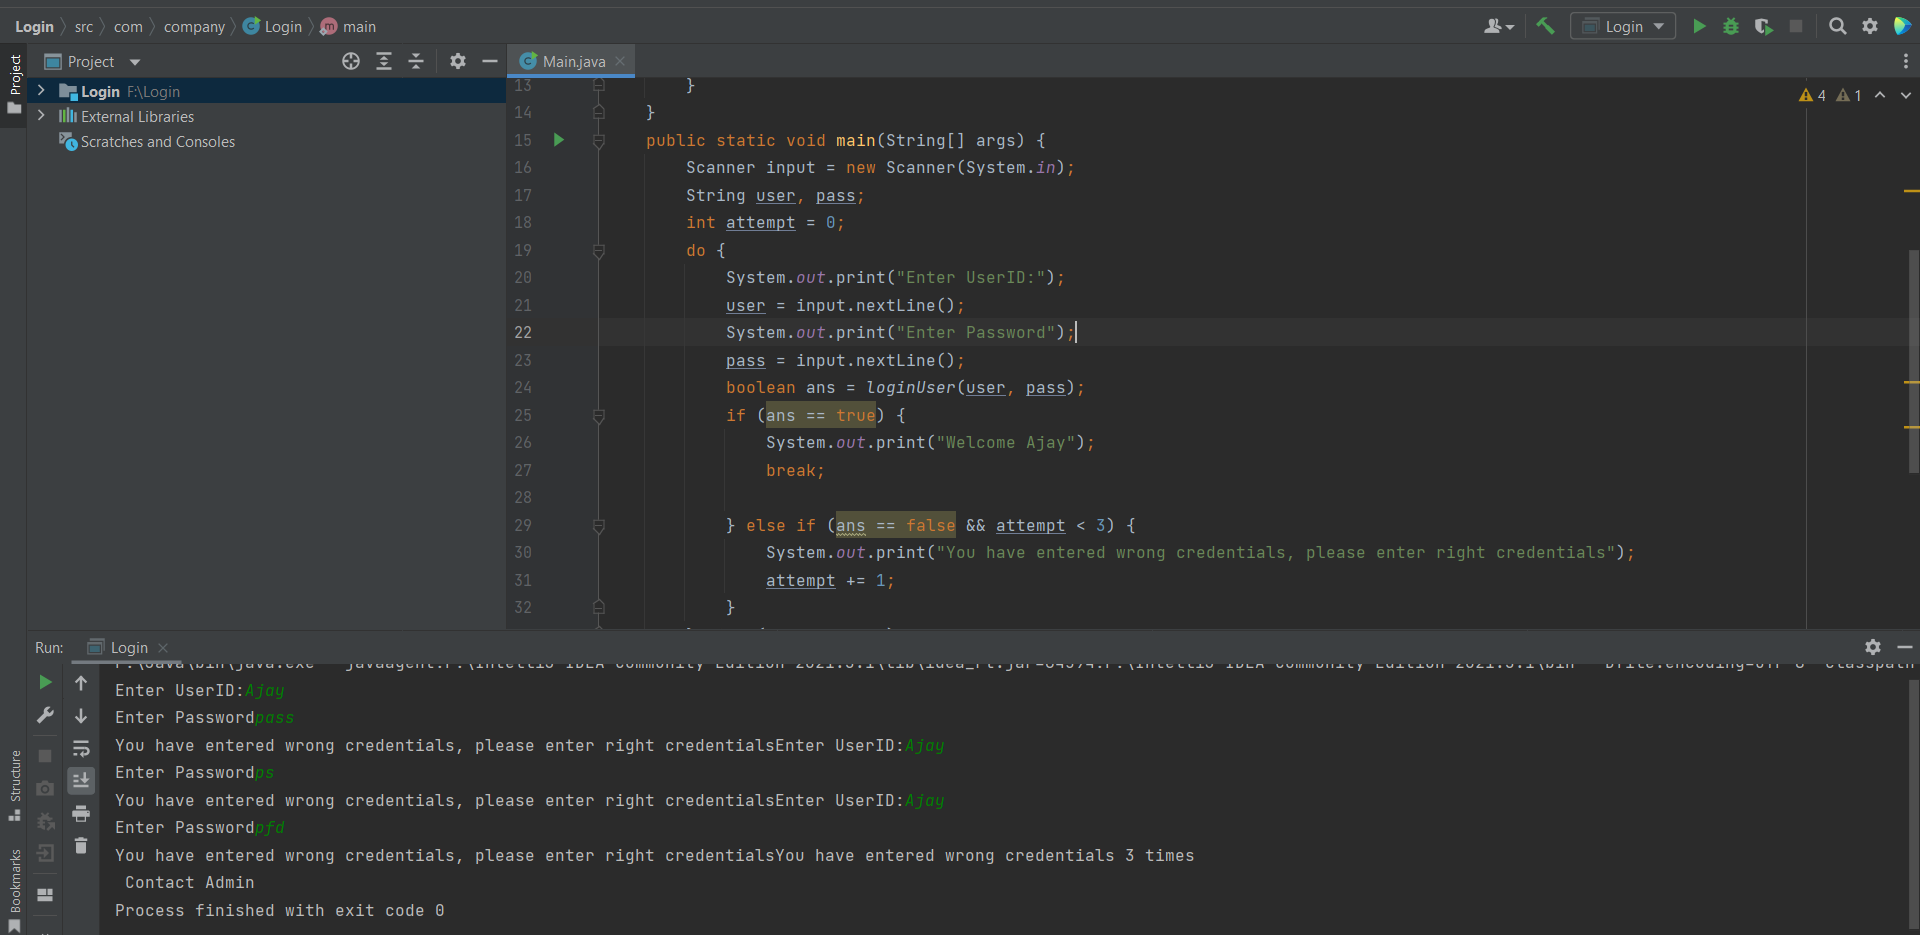 Login src com company Login main
Login
Project
Main.java
Project
Login F:\Login
External Libraries
Scratches and Consoles
4 1
13 }
14 }
15 public static void main(String[] args) {
16 Scanner input = new Scanner(System.in);
17 String user, pass;
18 int attempt = 0;
19 do {
20 System.out.print("Enter UserID:");
21 user = input.nextLine();
22 System.out.print("Enter Password");
23 pass = input.nextLine();
24 boolean ans = loginUser(user, pass);
25 if (ans == true) {
26 System.out.print("Welcome Ajay");
27 break;
28
29 } else if (ans == false && attempt < 3) {
30 System.out.print("You have entered wrong credentials, please enter right credentials");
31 attempt += 1;
32 }
Run: Login
Enter UserID:Ajay
Enter Passwordpass
You have entered wrong credentials, please enter right credentialsEnter UserID:Ajay
Enter Passwordps
You have entered wrong credentials, please enter right credentialsEnter UserID:Ajay
Enter Passwordpfd
You have entered wrong credentials, please enter right credentialsYou have entered wrong credentials 3 times
Contact Admin
Process finished with exit code 0
Structure
Bookmarks